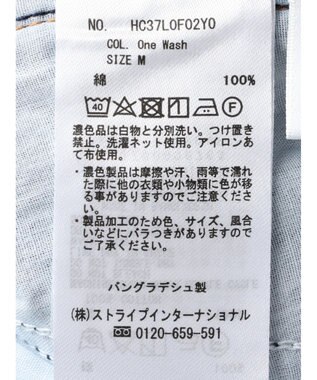 NO. HC37L0F02Y0
COL. One Wash
SIZE M
綿 100%
40
濃色品は白物と分別洗い。つけ置き
禁止。洗濯ネット使用。アイロンあ
て布使用。
・濃色製品は摩擦や汗、雨等で濡れ
た際に他の衣類や小物類に色が移
る事がありますのでご注意くださ
い。
・製品加工のため色、サイズ、風合
いなどにバラつきがありますので
ご了承ください。
バングラデシュ製
(株)ストライプインターナショナル
0120-659-591